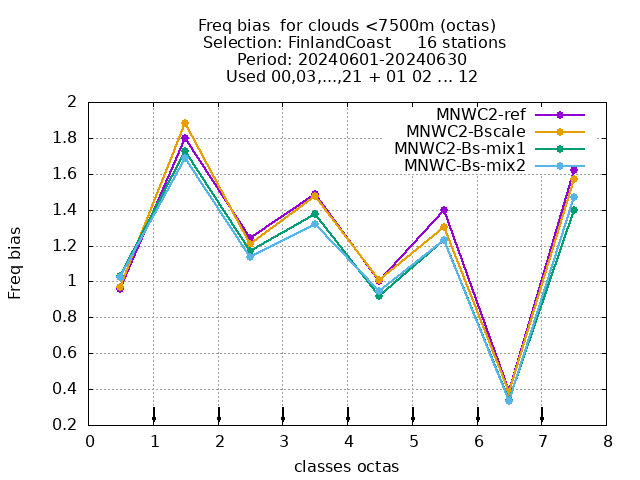 Freq bias  for clouds <7500m (octas)
Selection: FinlandCoast     16 stations
Period: 20240601-20240630
Used 00,03,...,21 + 01 02 ... 12
MNWC2-ref
MNWC2-Bscale
MNWC2-Bs-mix1
MNWC-Bs-mix2
Freq bias
2
1.8
1.6
1.4
1.2
1
0.8
0.6
0.4
0.2
0 1 2 3 4 5 6 7 8
classes octas